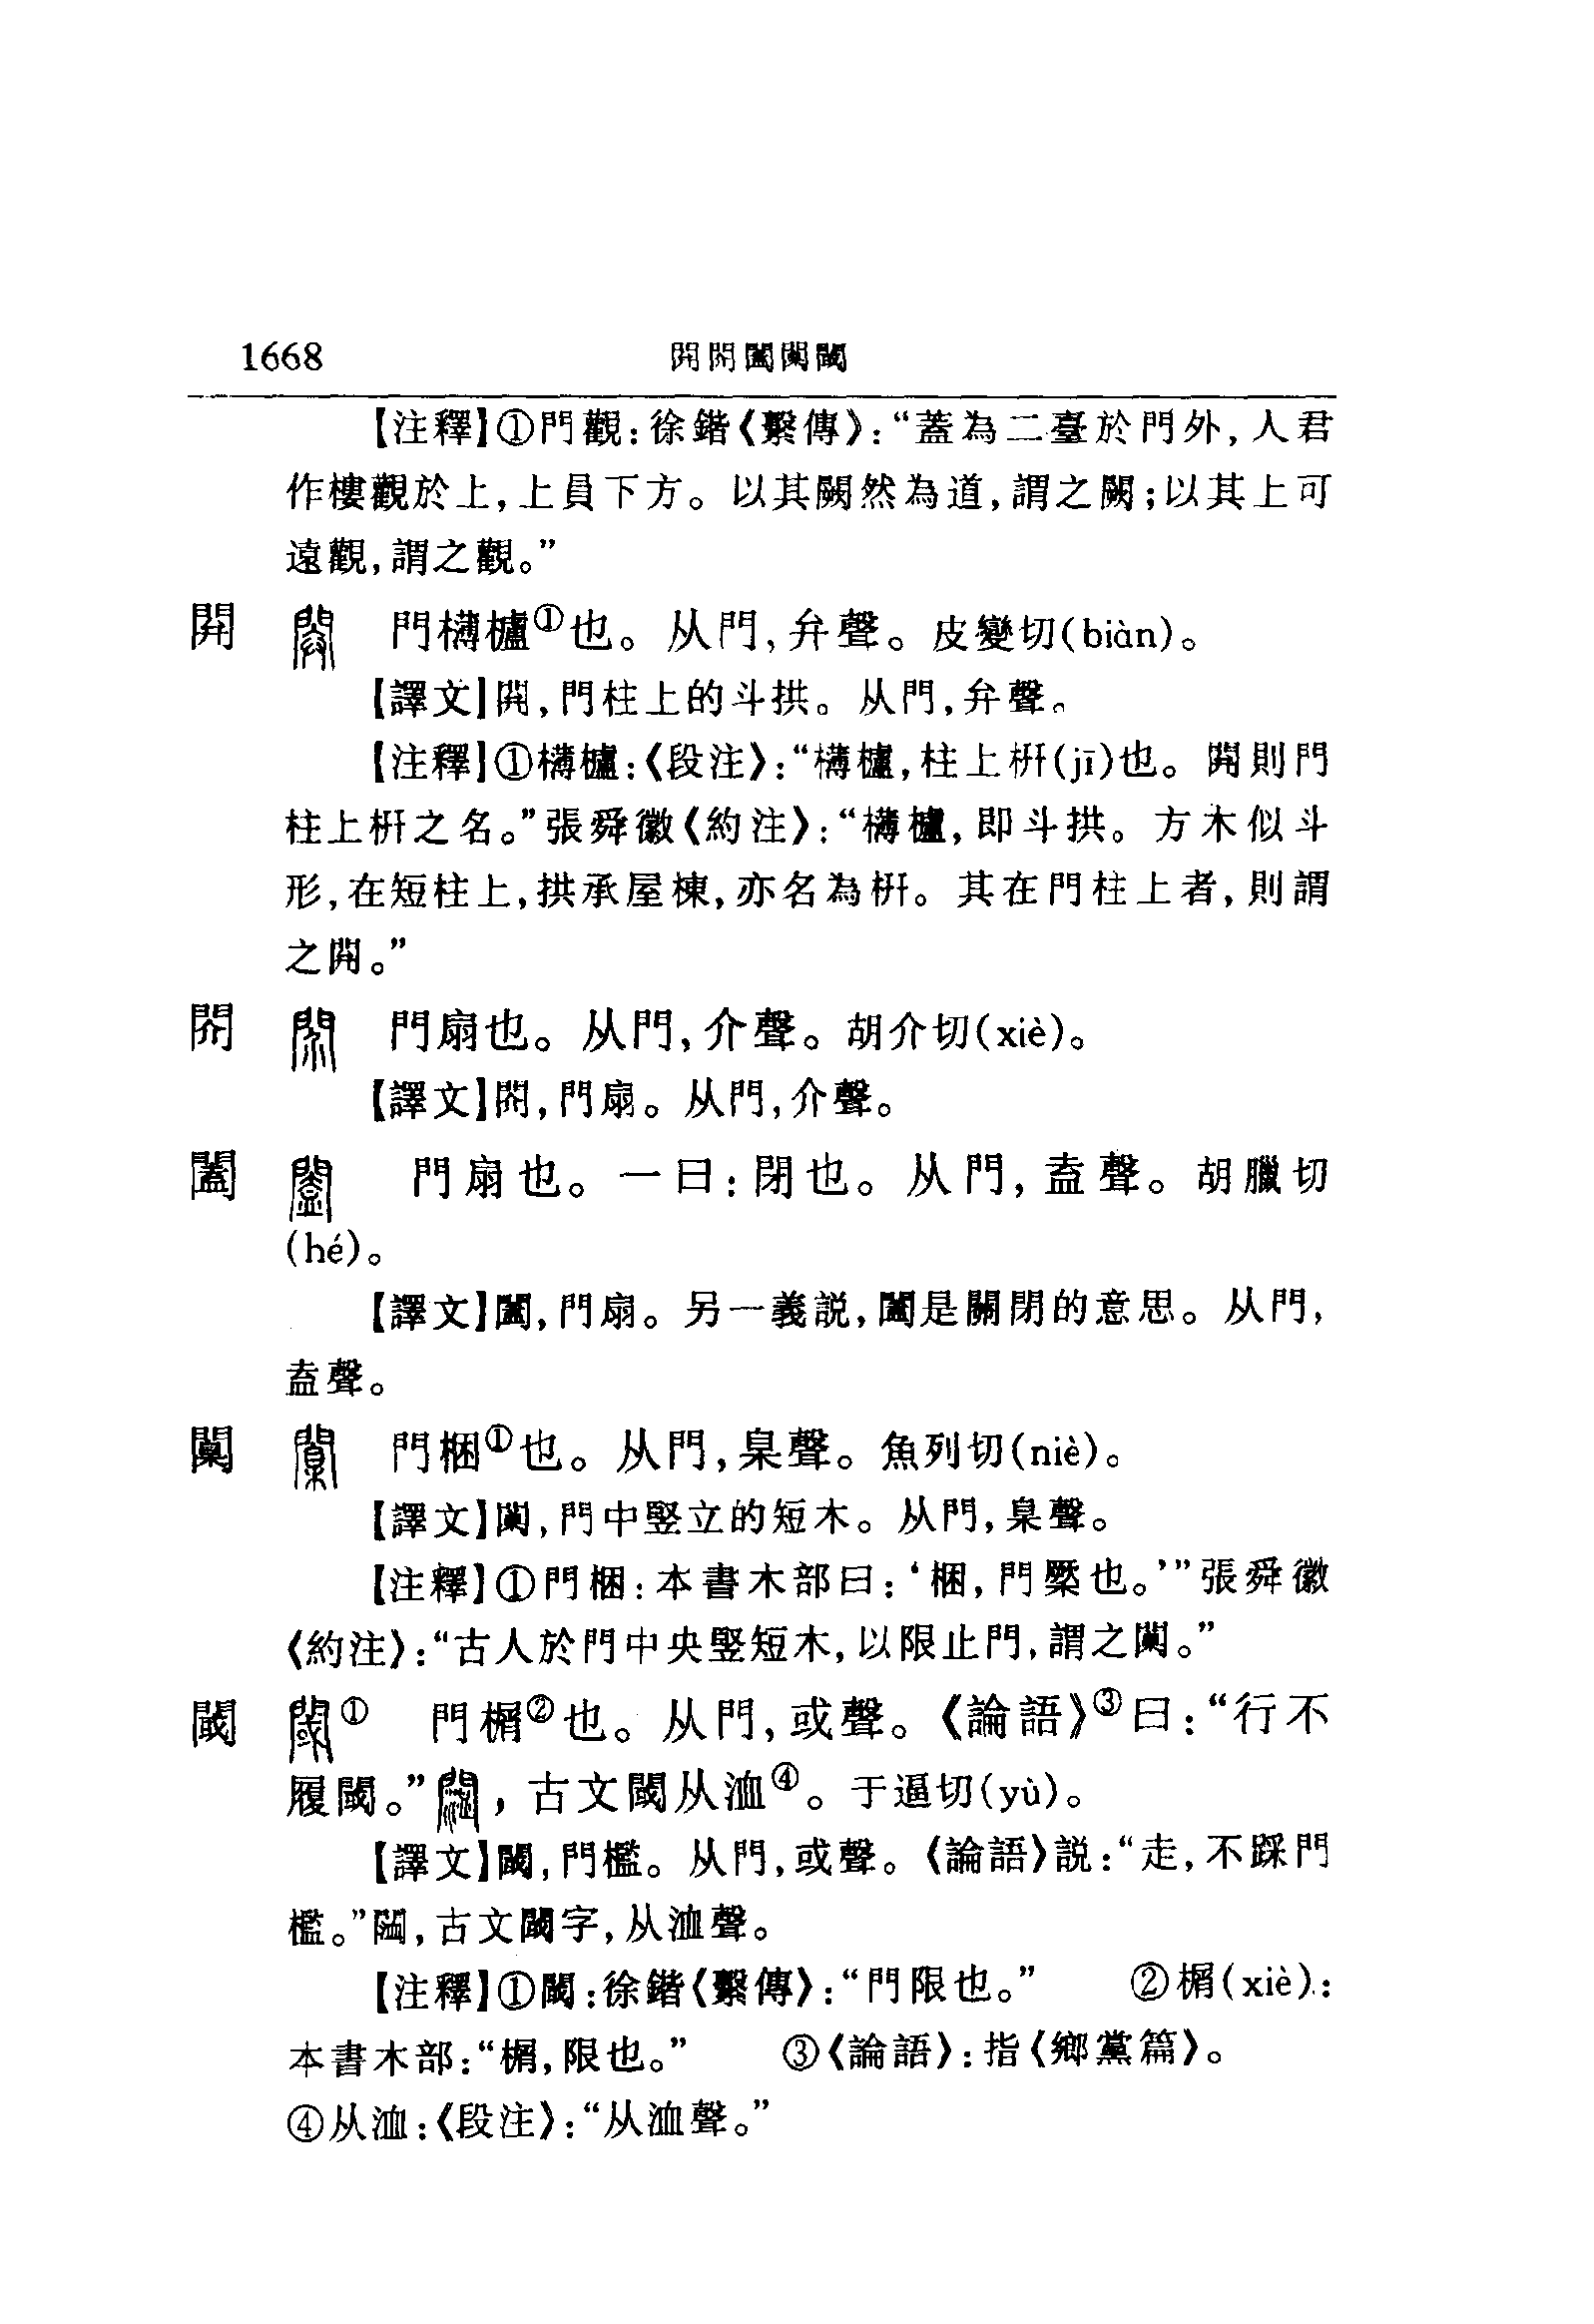 1668 開閉闔闑閾
【注釋】①門觀:徐鍇《繫傳》:“蓋為二臺於門外,人君
作樓觀於上,上員下方。以其闕然為道,謂之闕;以其上可
遠觀,謂之觀。”
閞 門欂櫨①也。从門,弁聲。皮變切(biàn)。
【譯文】閞,門柱上的斗拱。从門,弁聲。
【注釋】①欂櫨:《段注》:“欂櫨,柱上枅(jī)也。閞則門
柱上枅之名。”張舜徽《約注》:“欂櫨,即斗拱。方木似斗
形,在短柱上,拱承屋棟,亦名為枅。其在門柱上者,則謂
之閞。”
閕 門扇也。从門,介聲。胡介切(xiè)。
【譯文】閕,門扇。从門,介聲。
闔 門扇也。一曰:閉也。从門,盍聲。胡臘切
(hé)。
【譯文】闔,門扇。另一義説,闔是關閉的意思。从門,
盍聲。
闑 門梱①也。从門,臬聲。魚列切(niè)。
【譯文】闑,門中竪立的短木。从門,臬聲。
【注釋】①門梱:本書木部曰:‘梱,門橜也。’”張舜徽
《約注》:“古人於門中央竪短木,以限止門,謂之闑。”
閾 ① 門榍②也。从門,或聲。《論語》③曰:“行不
履閾。”,古文閾从洫④。于逼切(yù)。
【譯文】閾,門檻。从門,或聲。《論語》説:“走,不踩門
檻。”䦗,古文閾字,从洫聲。
【注釋】①閾:徐鍇《繫傳》:“門限也。” ②榍(xiè):
本書木部:“榍,限也。” ③《論語》:指《鄉黨篇》。
④从洫:《段注》:“从洫聲。”